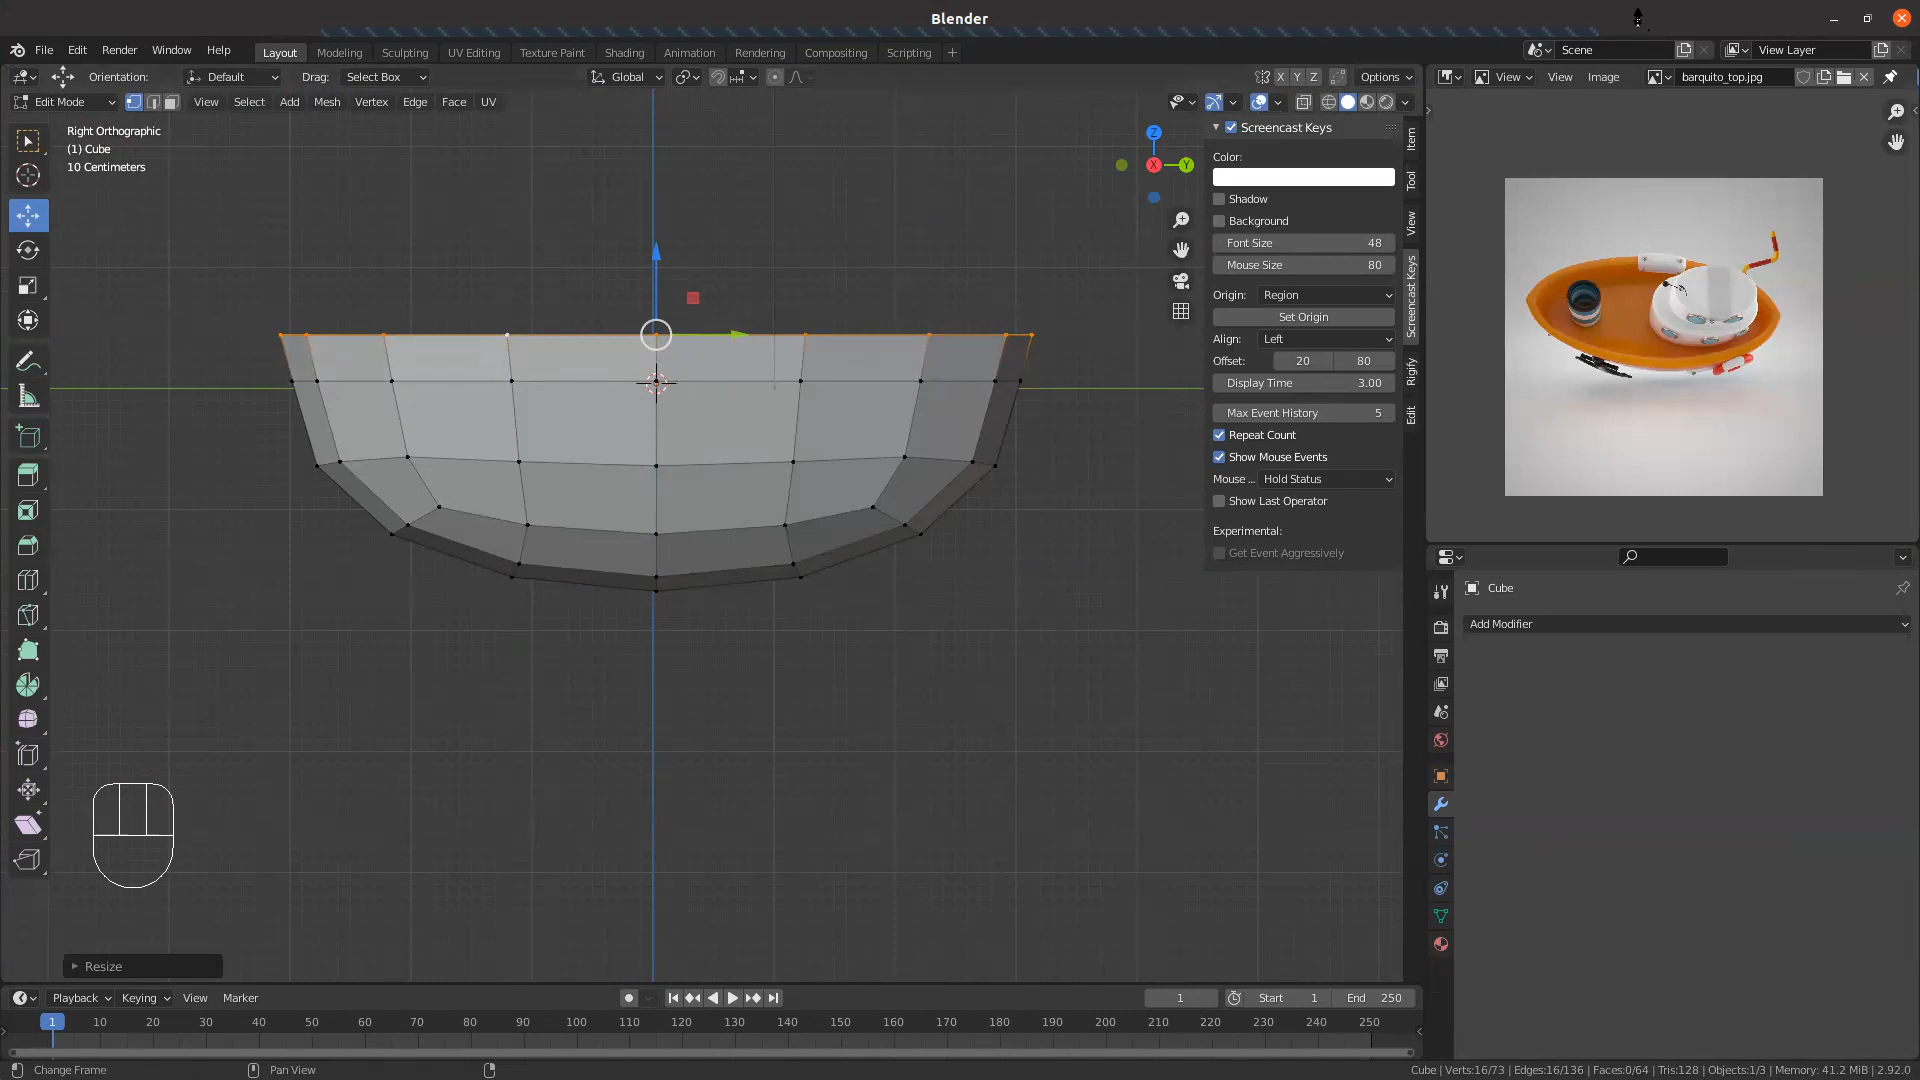 Blender
File Edit Render Window Help
Layout Modeling Sculpting UV Editing Texture Paint Shading Animation Rendering Compositing Scripting +
Scene View Layer
Orientation: Default Drag: Select Box Global X Y Z Options
View View Image barquito_top.jpg
Edit Mode View Select Add Mesh Vertex Edge Face UV
Right Orthographic
(1) Cube
10 Centimeters
Z
X
Y
Screencast Keys
Color:
Shadow
Background
Font Size 48
Mouse Size 80
Origin: Region
Set Origin
Align: Left
Offset: 20 80
Display Time 3.00
Max Event History 5
Repeat Count
Show Mouse Events
Mouse ... Hold Status
Show Last Operator
Experimental:
Get Event Aggressively
Item
Tool
View
Screencast Keys
Rigify
Edit
Cube
Add Modifier
Resize
Playback Keying View Marker 1 Start 1 End 250
1 10 20 30 40 50 60 70 80 90 100 110 120 130 140 150 160 170 180 190 200 210 220 230 240 250
Change Frame Pan View Cube | Verts:16/73 | Edges:16/136 | Faces:0/64 | Tris:128 | Objects:1/3 | Memory: 41.2 MiB | 2.92.0